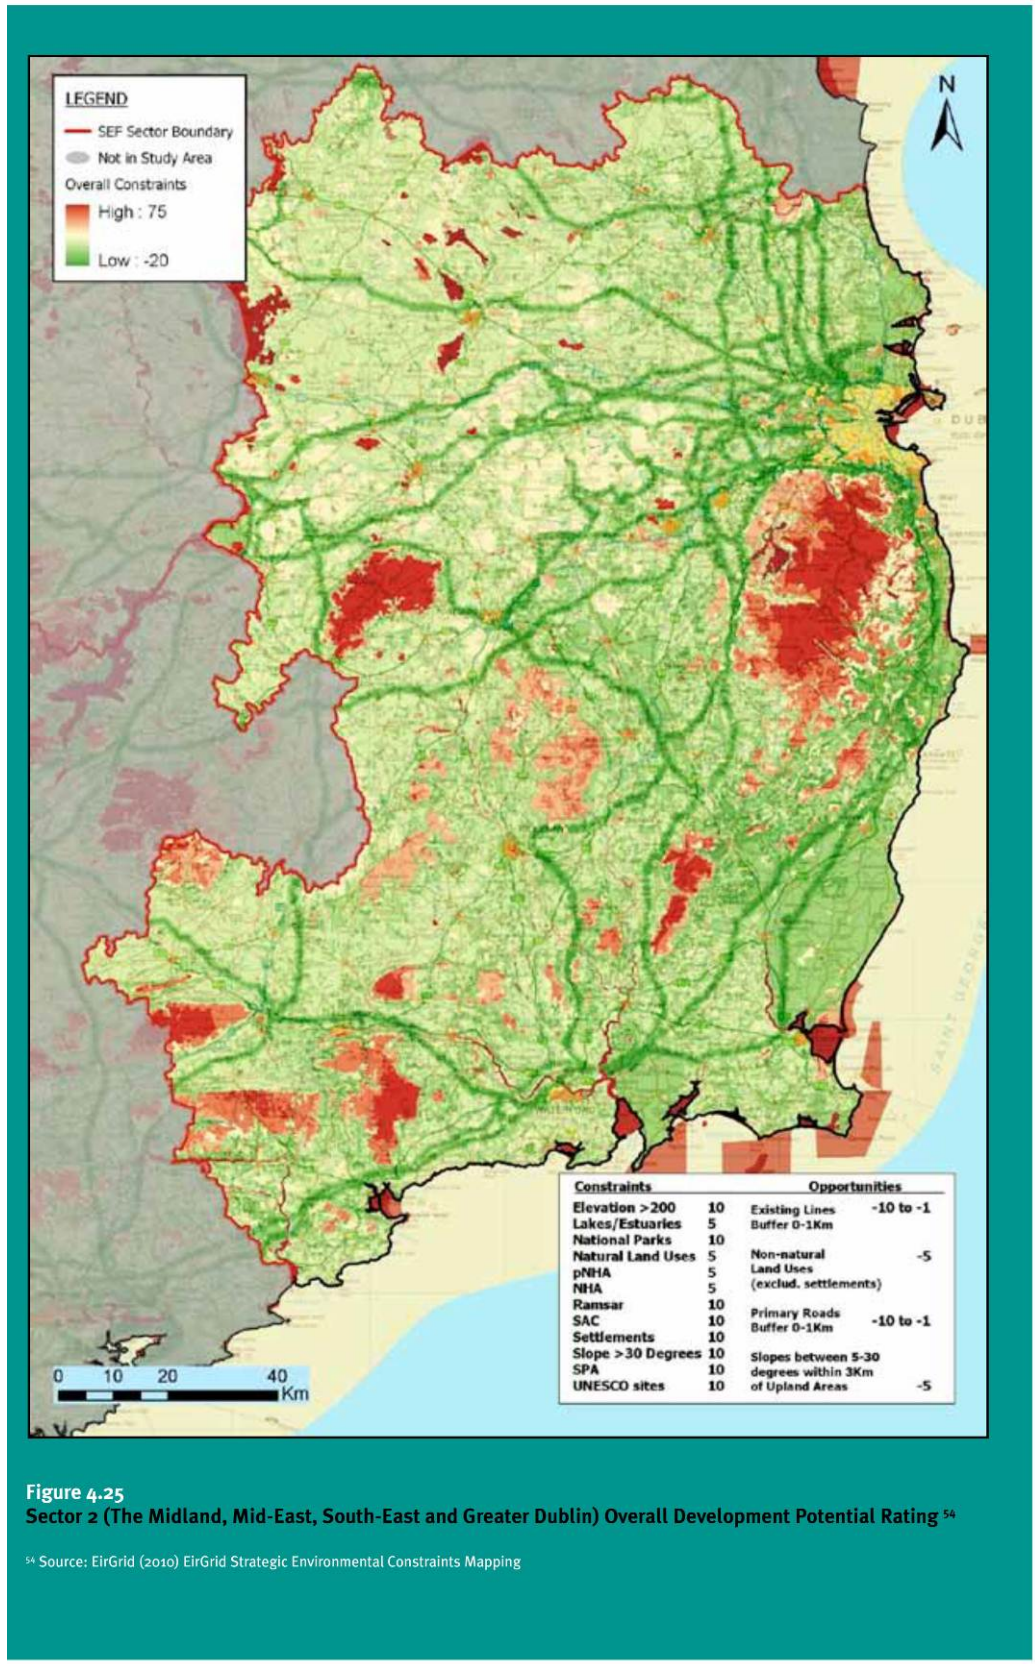 LEGEND
SEF Sector Boundary
Not in Study Area
Overall Constraints
High : 75
Low : -20
N
DUB
SAINT GEORGE
0 10 20 40
Km
Constraints Opportunities
Elevation >200 10
Lakes/Estuaries 5
National Parks 10
Natural Land Uses 5
pNHA 5
NHA 5
Ramsar 10
SAC 10
Settlements 10
Slope >30 Degrees 10
SPA 10
UNESCO sites 10
Existing Lines -10 to -1
Buffer 0-1Km
Non-natural -5
Land Uses
(exclud. settlements)
Primary Roads
Buffer 0-1Km -10 to -1
Slopes between 5-30
degrees within 3Km
of Upland Areas -5
Figure 4.25
Sector 2 (The Midland, Mid-East, South-East and Greater Dublin) Overall Development Potential Rating 54
54 Source: EirGrid (2010) EirGrid Strategic Environmental Constraints Mapping